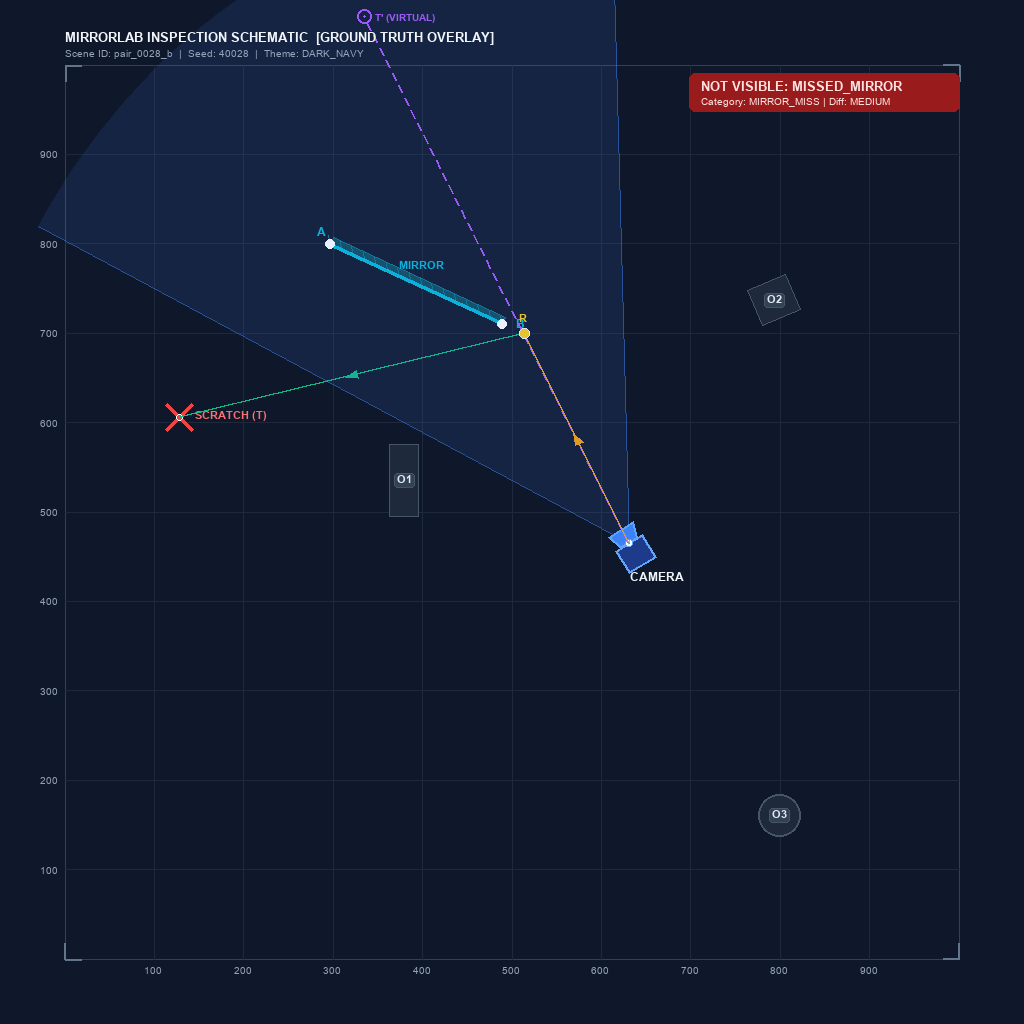 T' (VIRTUAL)
MIRRORLAB INSPECTION SCHEMATIC [GROUND TRUTH OVERLAY]
Scene ID: pair_0028_b | Seed: 40028 | Theme: DARK_NAVY
NOT VISIBLE: MISSED_MIRROR
Category: MIRROR_MISS | Diff: MEDIUM
900
A
800
MIRROR
O2
R
B
700
SCRATCH (T)
600
O1
500
CAMERA
400
300
200
O3
100
100 200 300 400 500 600 700 800 900